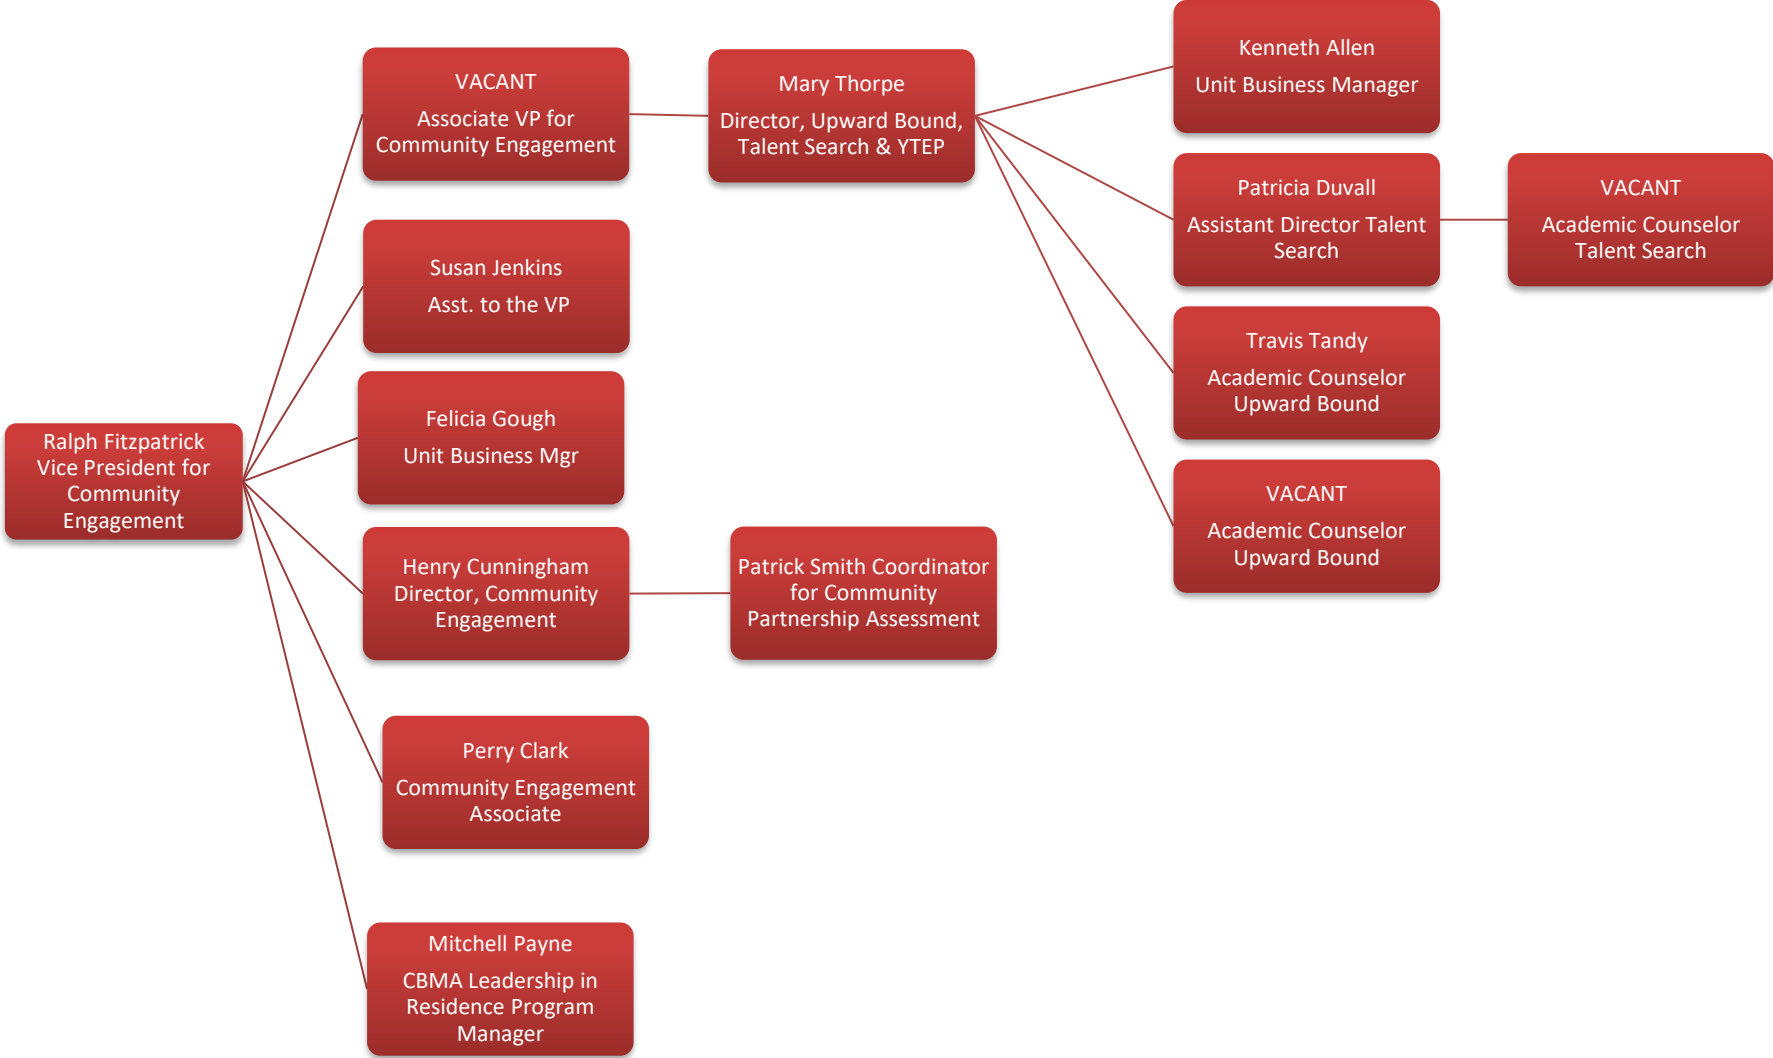 Ralph Fitzpatrick
Vice President for
Community
Engagement
VACANT
Associate VP for
Community Engagement
Mary Thorpe
Director, Upward Bound,
Talent Search & YTEP
Kenneth Allen
Unit Business Manager
Patricia Duvall
Assistant Director Talent
Search
VACANT
Academic Counselor
Talent Search
Travis Tandy
Academic Counselor
Upward Bound
VACANT
Academic Counselor
Upward Bound
Susan Jenkins
Asst. to the VP
Felicia Gough
Unit Business Mgr
Henry Cunningham
Director, Community
Engagement
Patrick Smith Coordinator
for Community
Partnership Assessment
Perry Clark
Community Engagement
Associate
Mitchell Payne
CBMA Leadership in
Residence Program
Manager